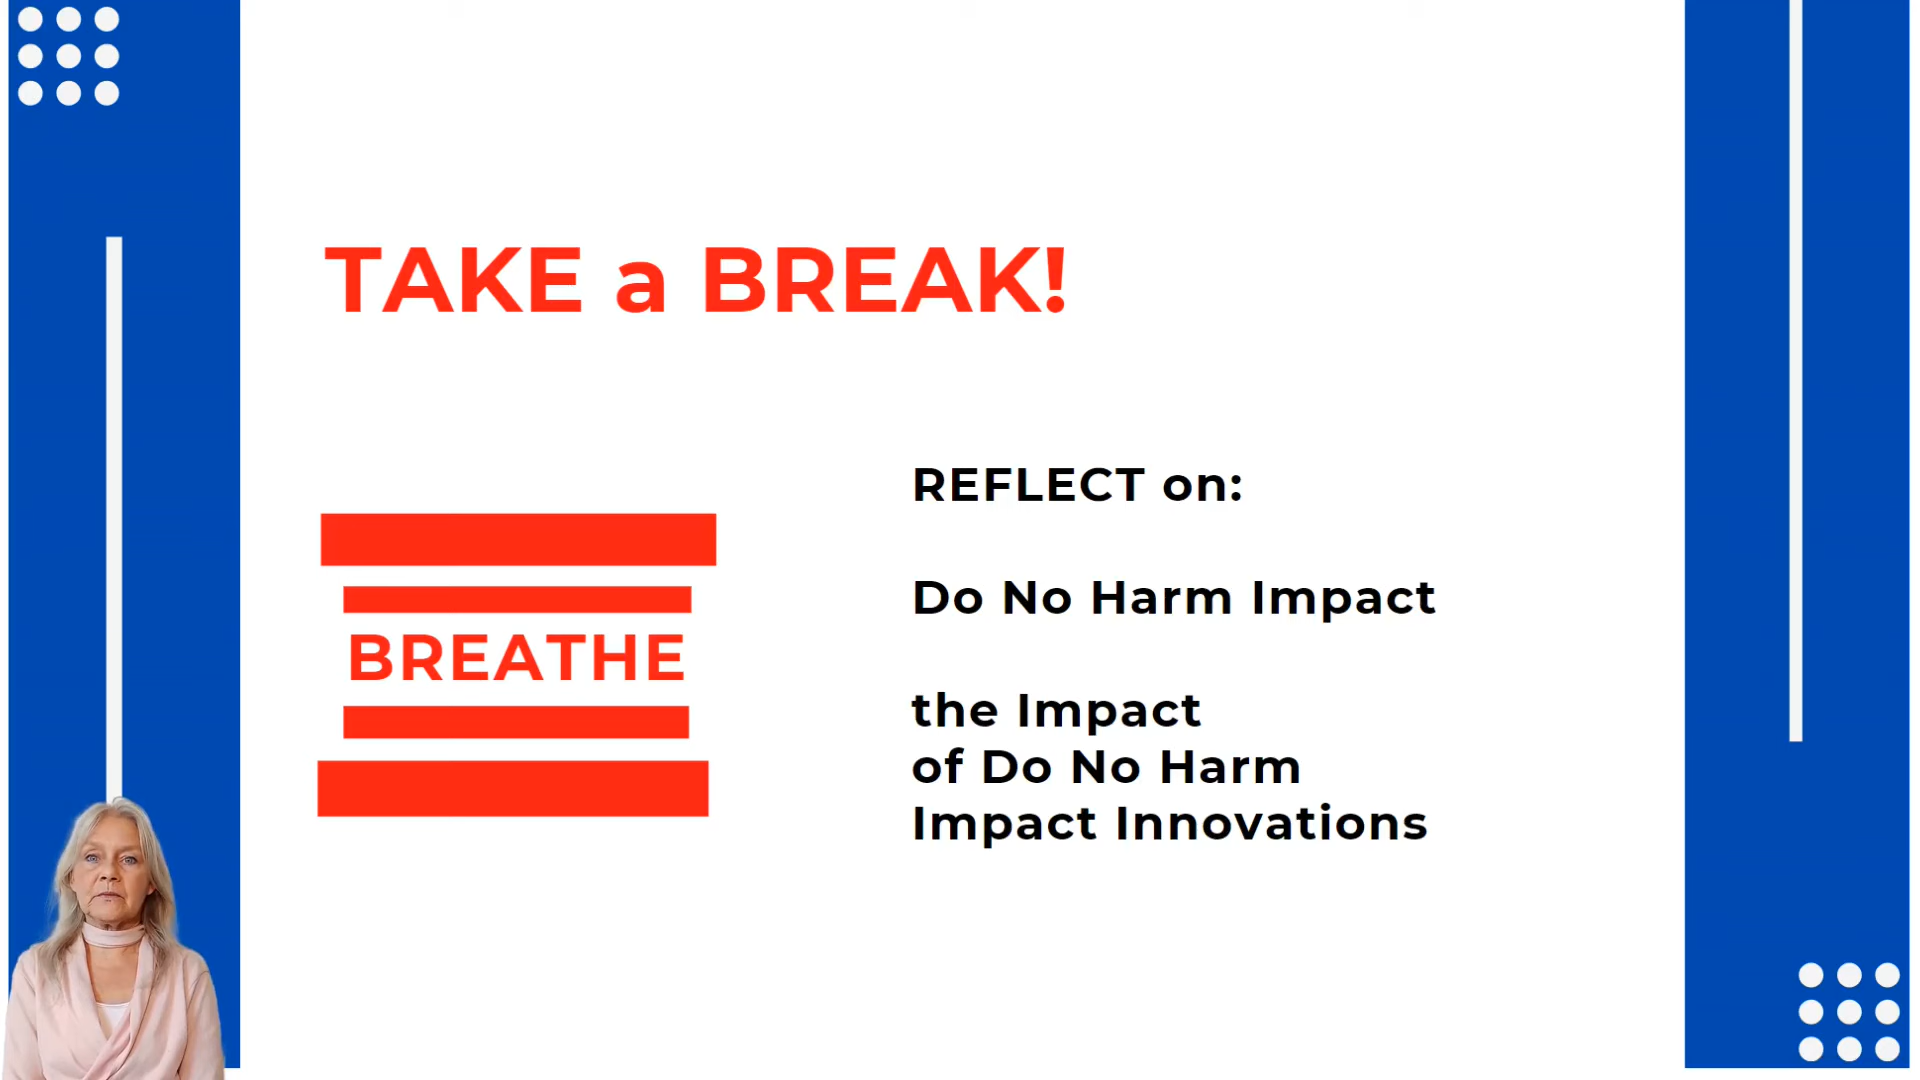 TAKE a BREAK!
BREATHE
REFLECT on:
Do No Harm Impact
the Impact
of Do No Harm
Impact Innovations